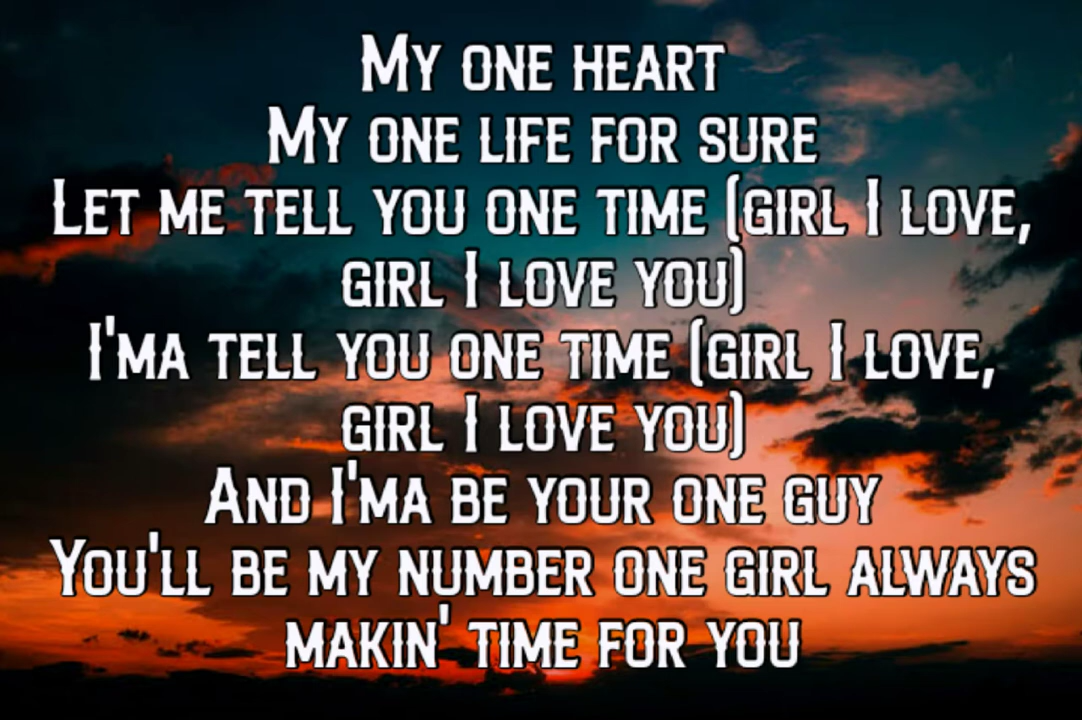 My one heart
My one life for sure
Let me tell you one time (girl I love,
girl I love you)
I'ma tell you one time (girl I love,
girl I love you)
And I'ma be your one guy
You'll be my number one girl always
makin' time for you